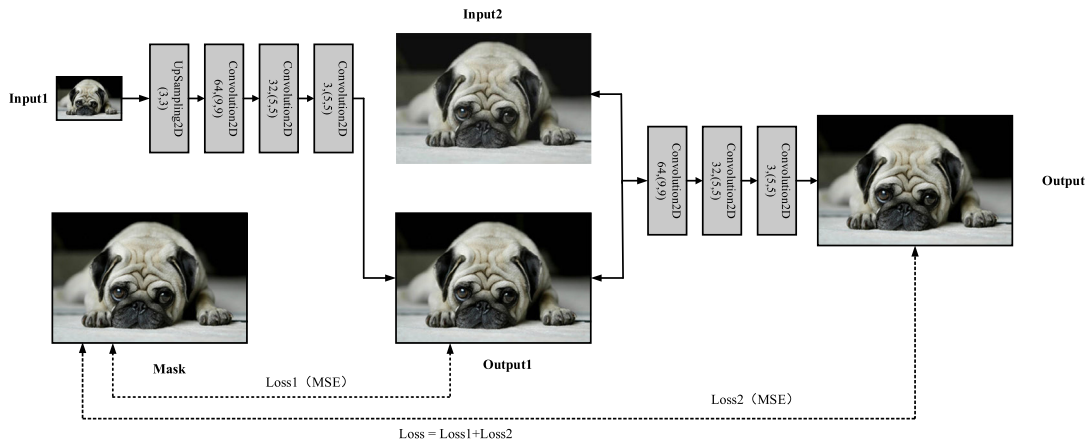 Input2
Input1
UpSampling2D
(3,3)
Convolution2D
64,(9,9)
Convolution2D
32,(5,5)
Convolution2D
3,(5,5)
Convolution2D
64,(9,9)
Convolution2D
32,(5,5)
Convolution2D
3,(5,5)
Output
Mask
Output1
Loss1（MSE）
Loss2（MSE）
Loss = Loss1+Loss2